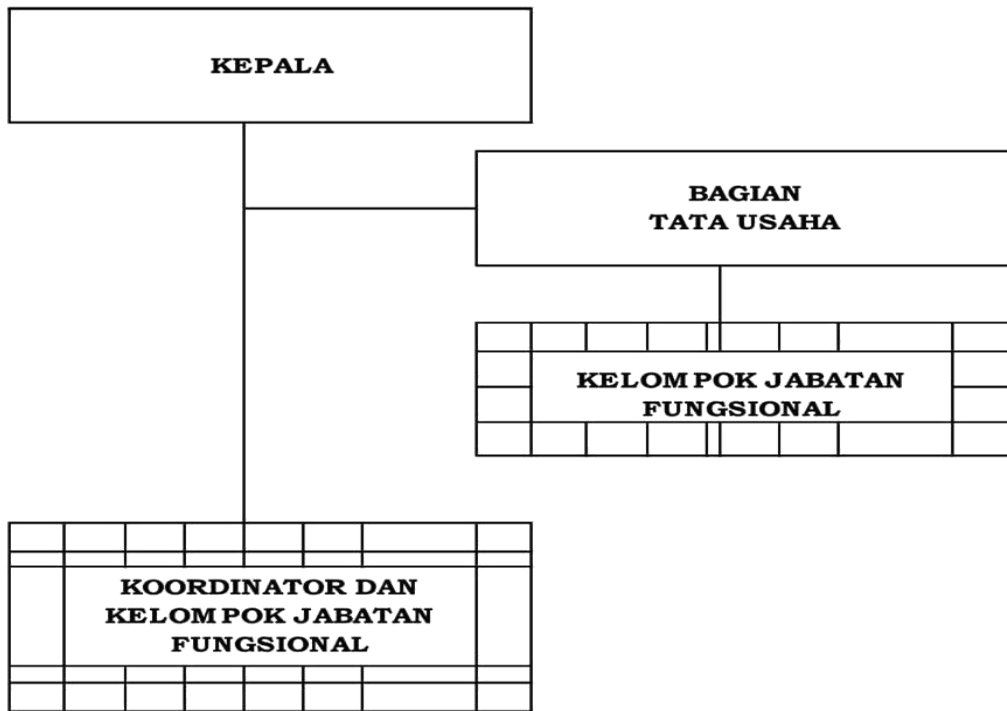 KEPALA
BAGIAN
TATA USAHA
KELOM POK JABATAN
FUNGSIONAL
KOORDINATOR DAN
KELOM POK JABATAN
FUNGSIONAL